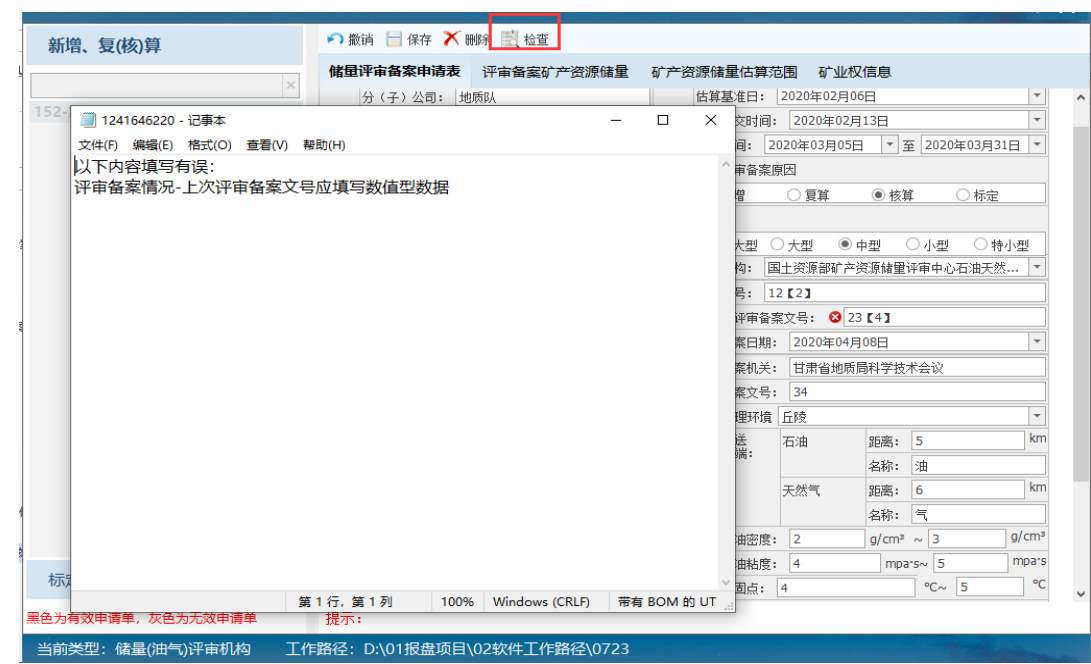 新增、复(核)算
撤销 保存 删除 检查
储量评审备案申请表 评审备案矿产资源储量 矿产资源储量估算范围 矿业权信息
152-
分（子）公司： 地质队 估算基准日： 2020年02月06日
1241646220 - 记事本
文件(F) 编辑(E) 格式(O) 查看(V) 帮助(H)
以下内容填写有误：
评审备案情况-上次评审备案文号应填写数值型数据
交时间： 2020年02月13日
间： 2020年03月05日 至 2020年03月31日
审备案原因
增 复算 核算 标定
大型 大型 中型 小型 特小型
构： 国土资源部矿产资源储量评审中心石油天然...
号： 12【2】
评审备案文号： 23【4】
案日期： 2020年04月08日
案机关： 甘肃省地质局科学技术会议
案文号： 34
理环境 丘陵
送
端：
石油 距离： 5 km
名称： 油
天然气 距离： 6 km
名称： 气
油密度： 2 g/cm³ ~ 3 g/cm³
油粘度： 4 mpa·s~ 5 mpa·s
固点： 4 °C~ 5 °C
标定
第 1 行, 第 1 列 100% Windows (CRLF) 带有 BOM 的 UT
黑色为有效申请单，灰色为无效申请单
提示：
当前类型：储量(油气)评审机构 工作路径：D:\01报盘项目\02软件工作路径\0723